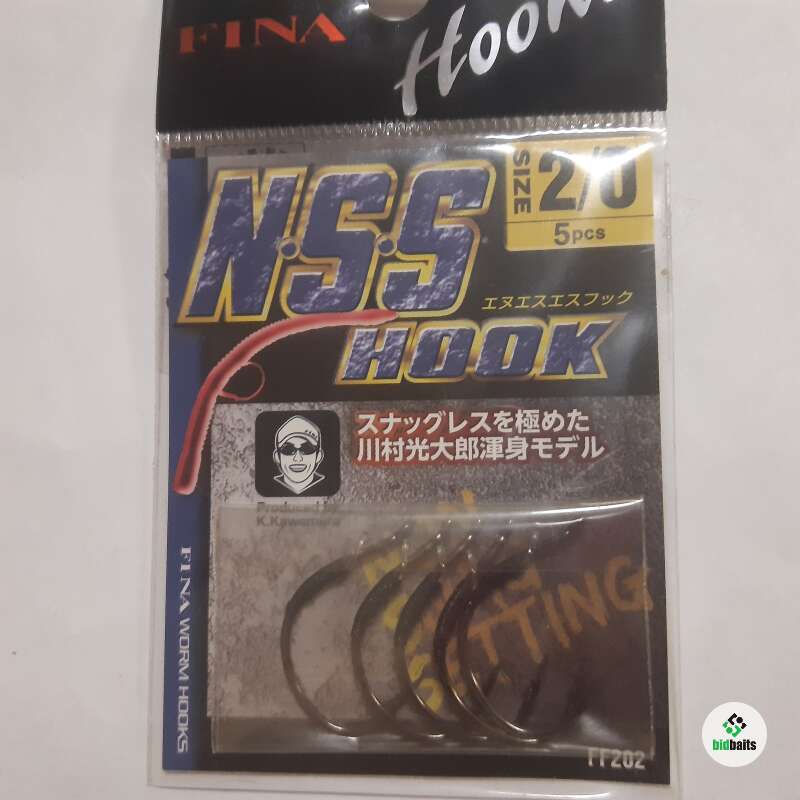 FINA
Hook
SIZE 2/0
5pcs
N.S.S
エヌエスエスフック
HOOK
スナッグレスを極めた
川村光大郎渾身モデル
Produced by
K.Kawamura
SETTING
FINA WORM HOOKS
FF202
bidbaits